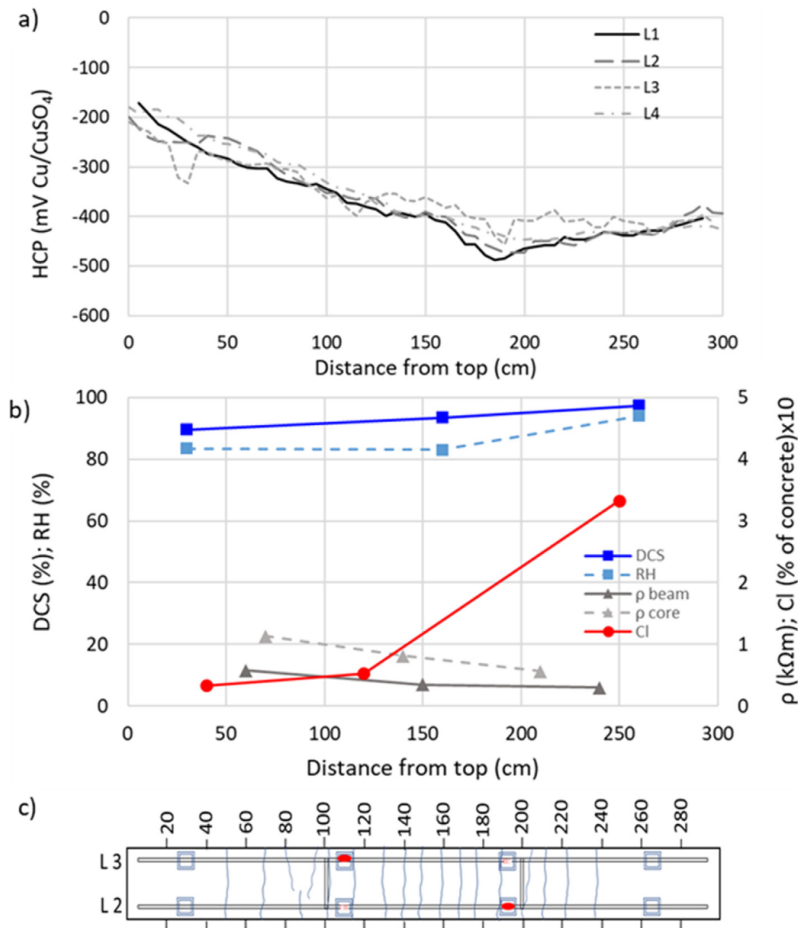 a)
0
-100
-200
-300
-400
-500
-600
HCP (mV Cu/CuSO₄)
L1
L2
L3
L4
0 50 100 150 200 250 300
Distance from top (cm)
b)
100
80
60
40
20
0
DCS (%); RH (%)
5
4
3
2
1
0
ρ (kΩm); Cl (% of concrete)x10
DCS
RH
ρ beam
ρ core
Cl
0 50 100 150 200 250 300
Distance from top (cm)
c)
20 40 60 80 100 120 140 160 180 200 220 240 260 280
L 3
L 2